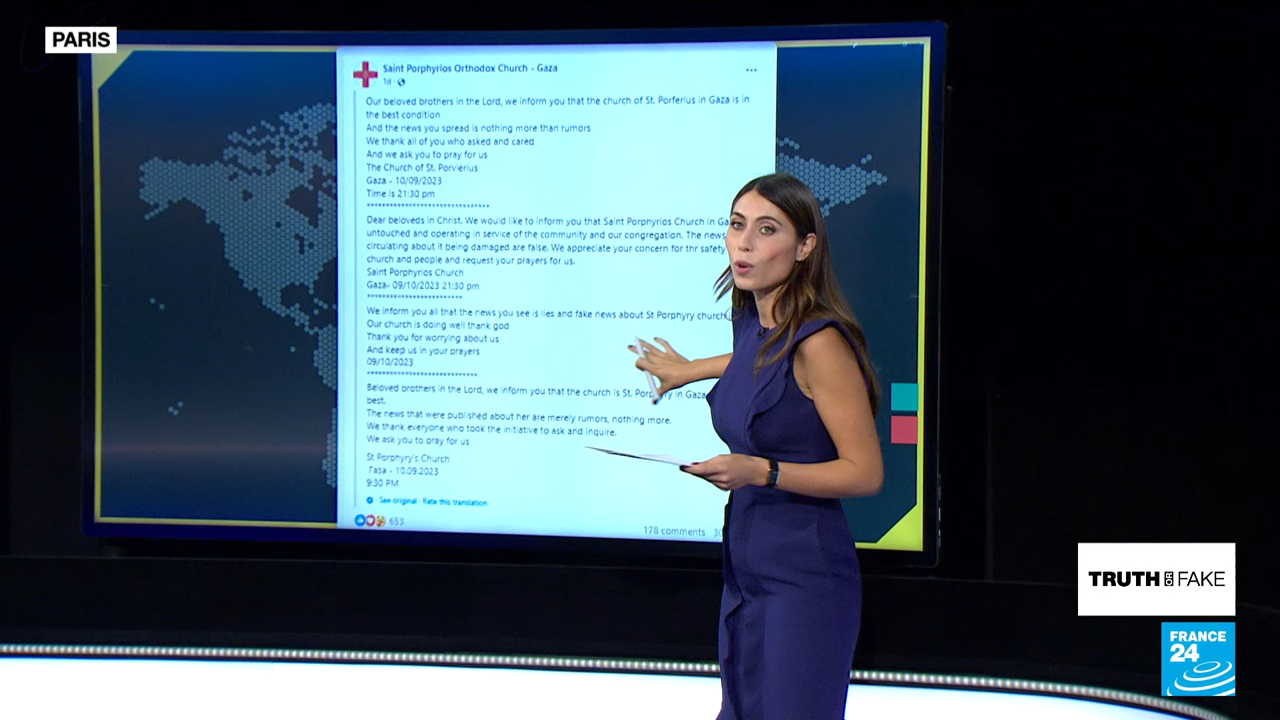 PARIS
Saint Porphyrios Orthodox Church - Gaza
1d
Our beloved brothers in the Lord, we inform you that the church of St. Porferius in Gaza is in
the best condition
And the news you spread is nothing more than rumors
We thank all of you who asked and cared
And we ask you to pray for us
The Church of St. Porvierius
Gaza - 10/09/2023
Time is 21:30 pm
******************************
Dear beloveds in Christ. We would like to inform you that Saint Porphyrios Church in Ga
untouched and operating in service of the community and our congregation. The news
circulating about it being damaged are false. We appreciate your concern for thr safety
church and people and request your prayers for us.
Saint Porphyrios Church
Gaza- 09/10/2023 21:30 pm
***********************
We inform you all that the news you see is lies and fake news about St Porphyry church
Our church is doing well thank god
Thank you for worrying about us
And keep us in your prayers
09/10/2023
***************************
Beloved brothers in the Lord, we inform you that the church is St. Porphyry in Gaza
best.
The news that were published about her are merely rumors, nothing more.
We thank everyone who took the initiative to ask and inquire.
We ask you to pray for us
St Porphyry's Church
Гasa - 10.09.2023
9:30 PM
See original · Rate this translation
653
178 comments 30
TRUTH OR FAKE
FRANCE
24